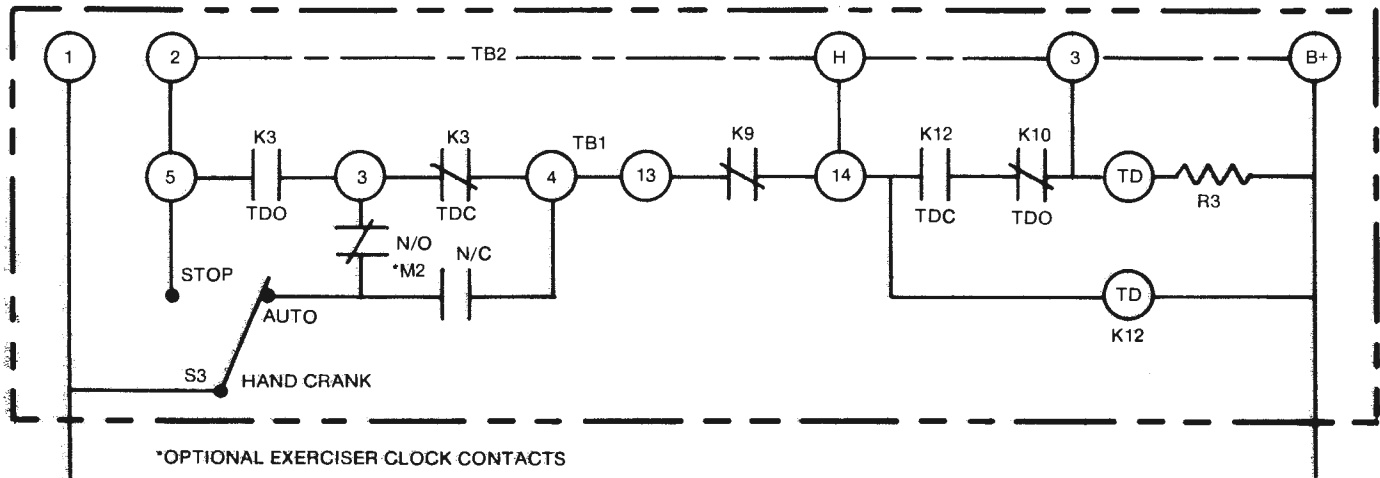 1 2 TB2 H 3 B+
K3 K3 TB1 K9 K12 K10
5 3 4 13 14 TD
TDO TDC TDC TDO R3
N/O N/C
*M2
STOP
AUTO TD
K12
S3 HAND CRANK
*OPTIONAL EXERCISER CLOCK CONTACTS